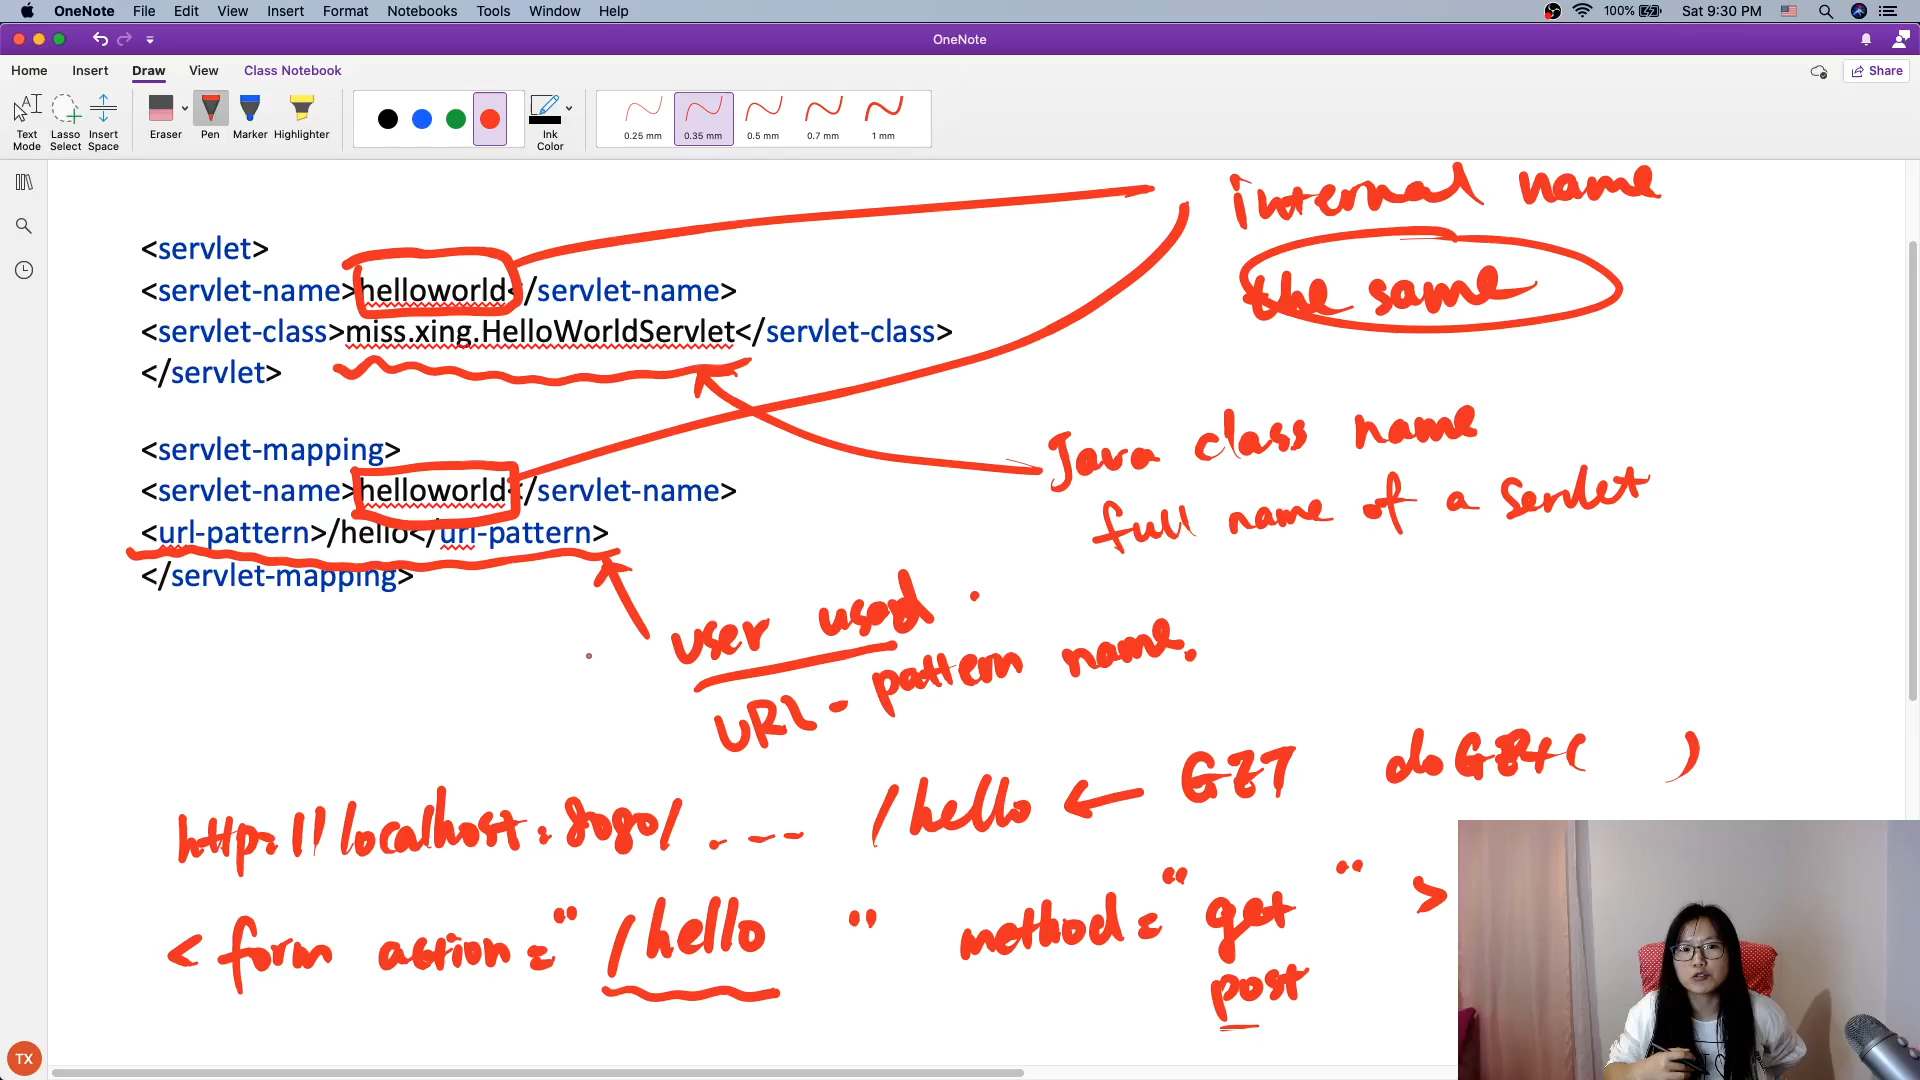 OneNote File Edit View Insert Format Notebooks Tools Window Help 100% Sat 9:30 PM
OneNote
Home Insert Draw View Class Notebook Share
Text Mode Lasso Select Insert Space Eraser Pen Marker Highlighter Ink Color 0.25 mm 0.35 mm 0.5 mm 0.7 mm 1 mm
internal name
<servlet>
the same
<servlet-name>helloworld</servlet-name>
<servlet-class>miss.xing.HelloWorldServlet</servlet-class>
</servlet>
Java class name
<servlet-mapping>
<servlet-name>helloworld</servlet-name>
full name of a servlet
<url-pattern>/hello</url-pattern>
</servlet-mapping>
user used
URL - pattern name.
http://localhost:8080/ . --- /hello ← GET doGet( )
<form action="/hello" method="get">
post
TX